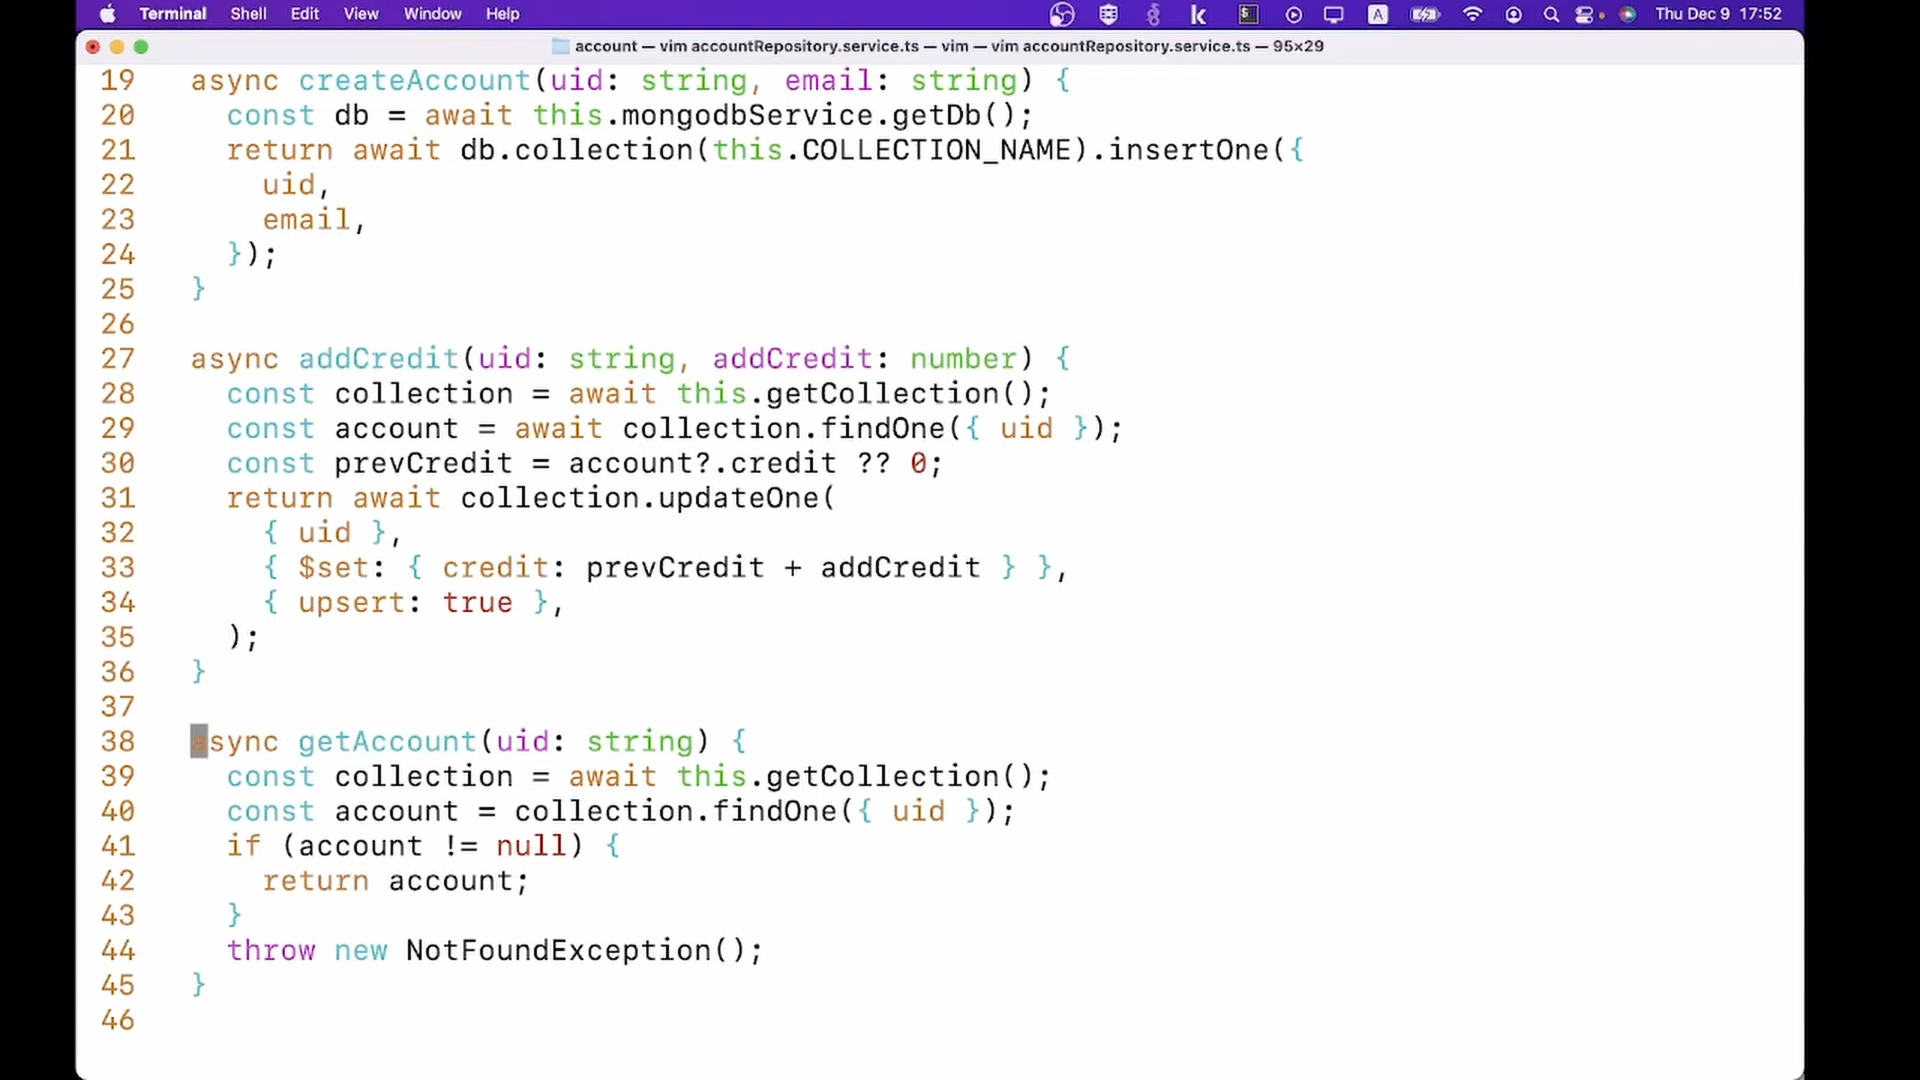 Terminal Shell Edit View Window Help A Thu Dec 9 17:52
account — vim accountRepository.service.ts — vim — vim accountRepository.service.ts — 95×29
19 async createAccount(uid: string, email: string) {
20 const db = await this.mongodbService.getDb();
21 return await db.collection(this.COLLECTION_NAME).insertOne({
22 uid,
23 email,
24 });
25 }
26
27 async addCredit(uid: string, addCredit: number) {
28 const collection = await this.getCollection();
29 const account = await collection.findOne({ uid });
30 const prevCredit = account?.credit ?? 0;
31 return await collection.updateOne(
32 { uid },
33 { $set: { credit: prevCredit + addCredit } },
34 { upsert: true },
35 );
36 }
37
38 async getAccount(uid: string) {
39 const collection = await this.getCollection();
40 const account = collection.findOne({ uid });
41 if (account != null) {
42 return account;
43 }
44 throw new NotFoundException();
45 }
46